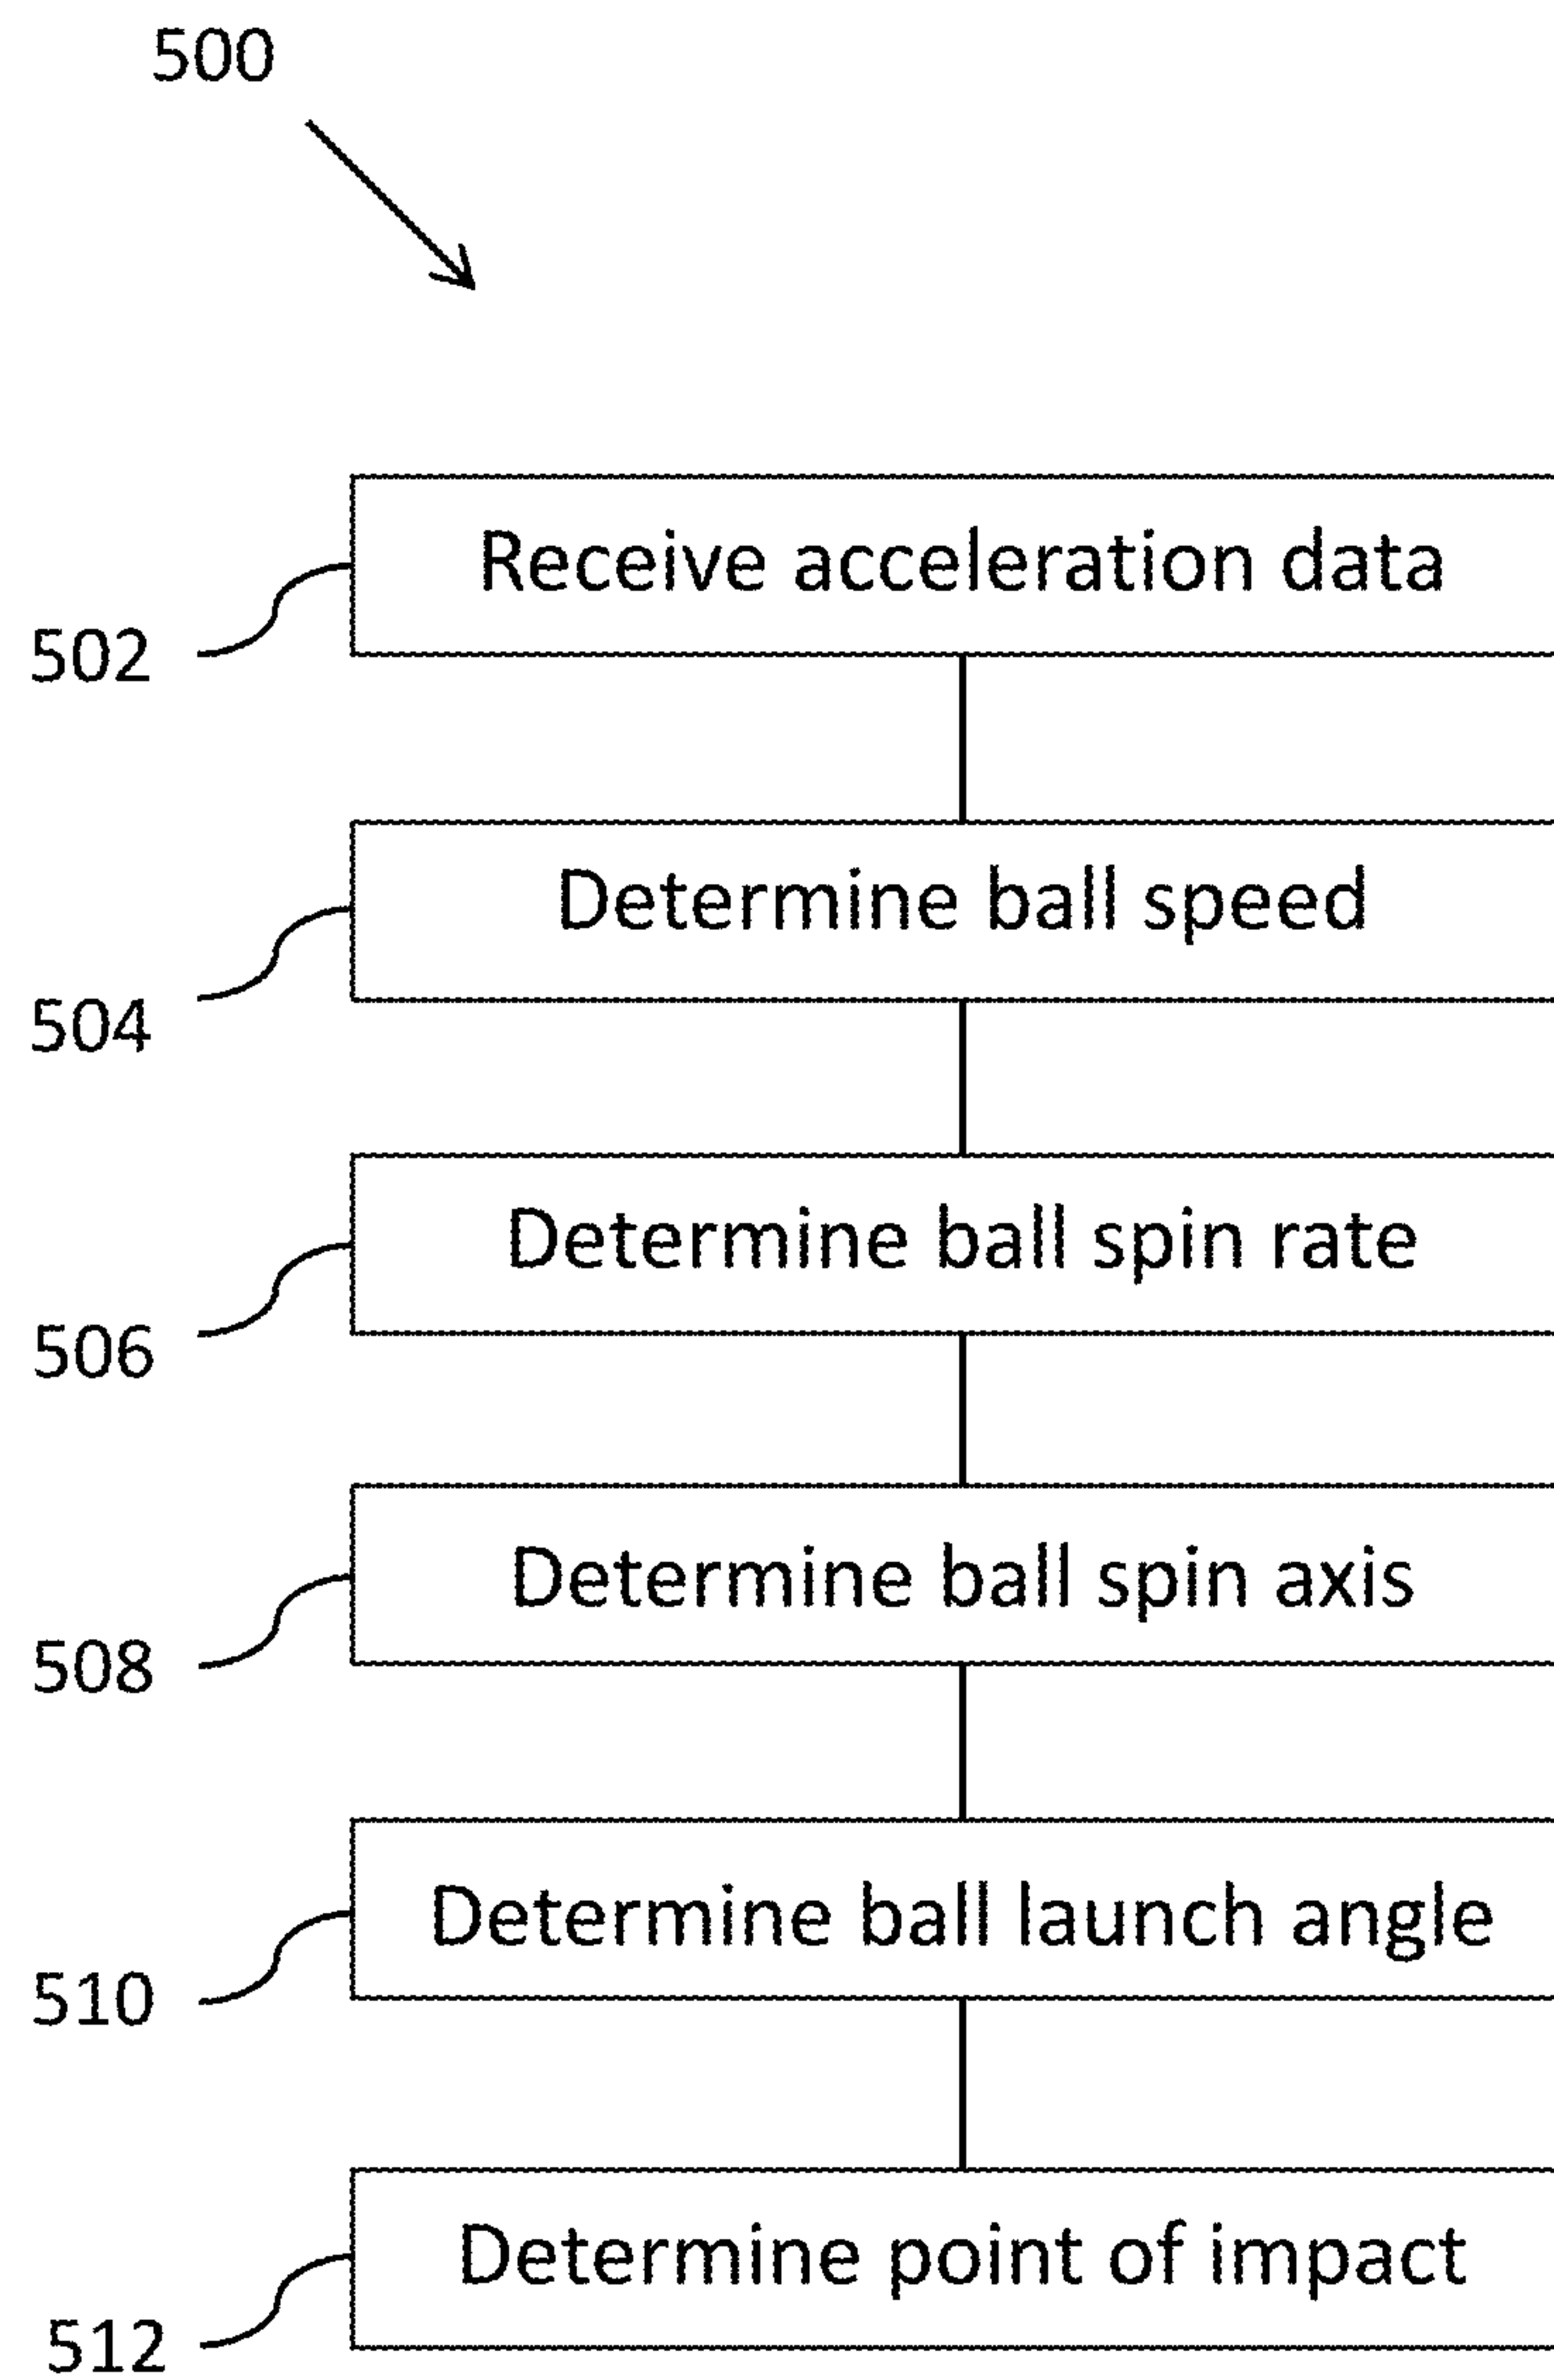 500
Receive acceleration data
502
Determine ball speed
504
Determine ball spin rate
506
Determine ball spin axis
508
Determine ball launch angle
510
Determine point of impact
512